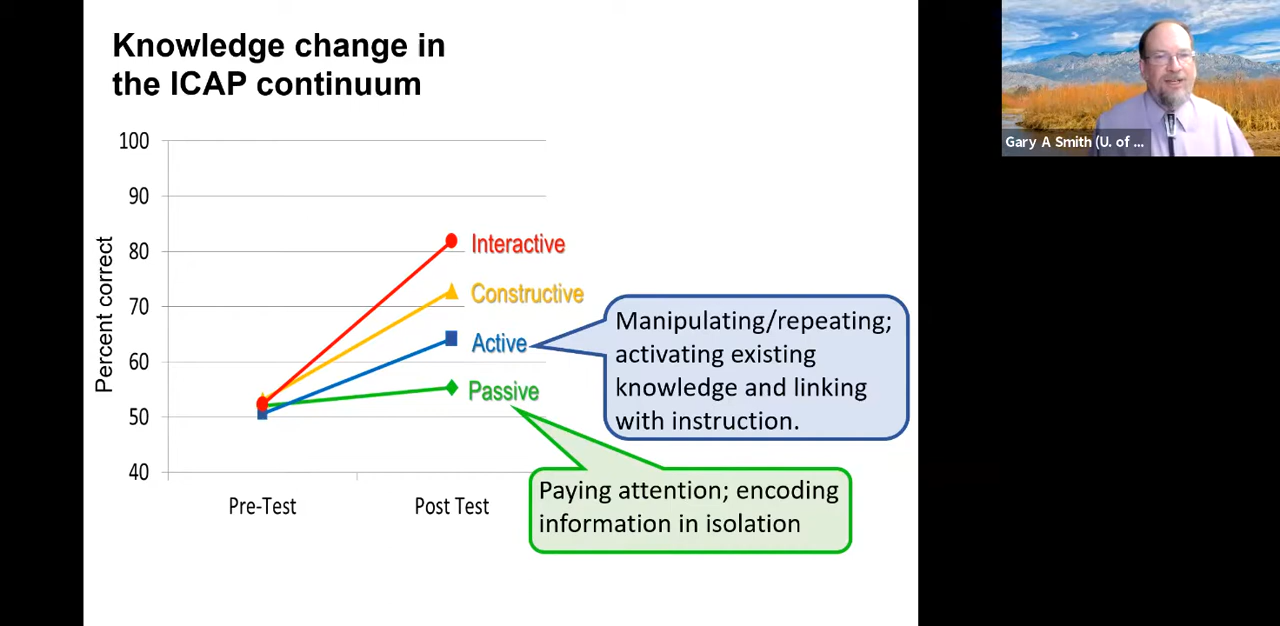 Knowledge change in
the ICAP continuum
100
90
80
70
60
50
40
Percent correct
Pre-Test
Post Test
Interactive
Constructive
Active
Passive
Manipulating/repeating;
activating existing
knowledge and linking
with instruction.
Paying attention; encoding
information in isolation
Gary A Smith (U. of ...